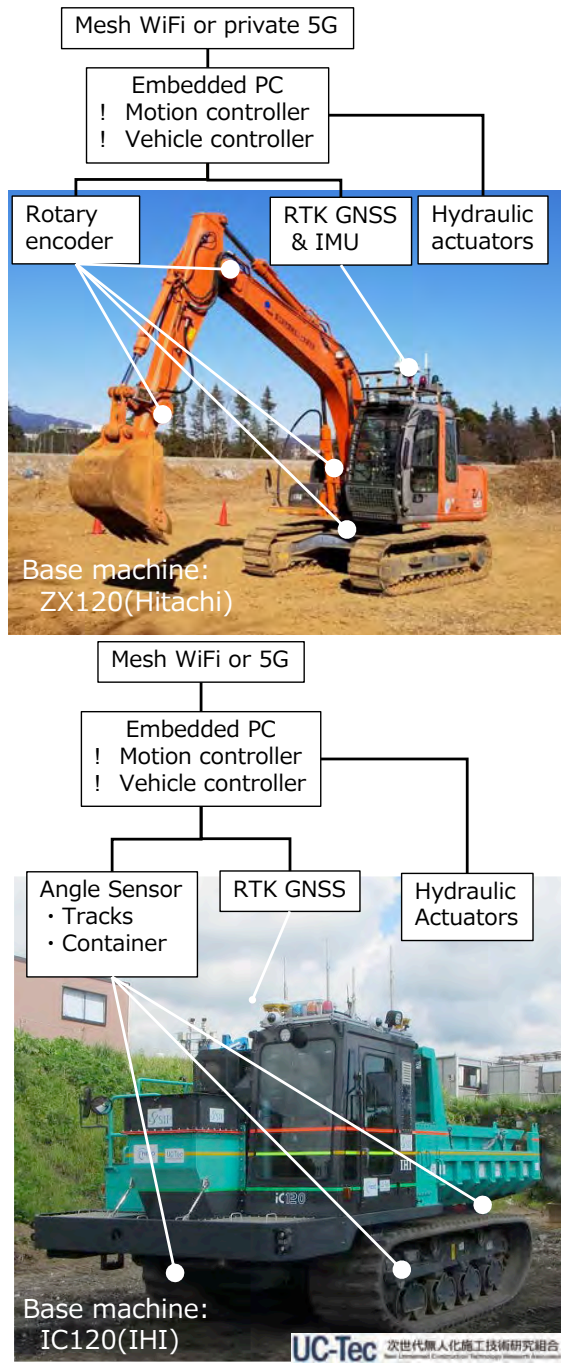 Mesh WiFi or private 5G
Embedded PC
! Motion controller
! Vehicle controller
Rotary
encoder
RTK GNSS
& IMU
Hydraulic
actuators
Base machine:
ZX120(Hitachi)
Mesh WiFi or 5G
Embedded PC
! Motion controller
! Vehicle controller
Angle Sensor
・Tracks
・Container
RTK GNSS
Hydraulic
Actuators
iC120
IHI
UC-Tec
Base machine:
IC120(IHI)
UC-Tec 次世代無人化施工技術研究組合